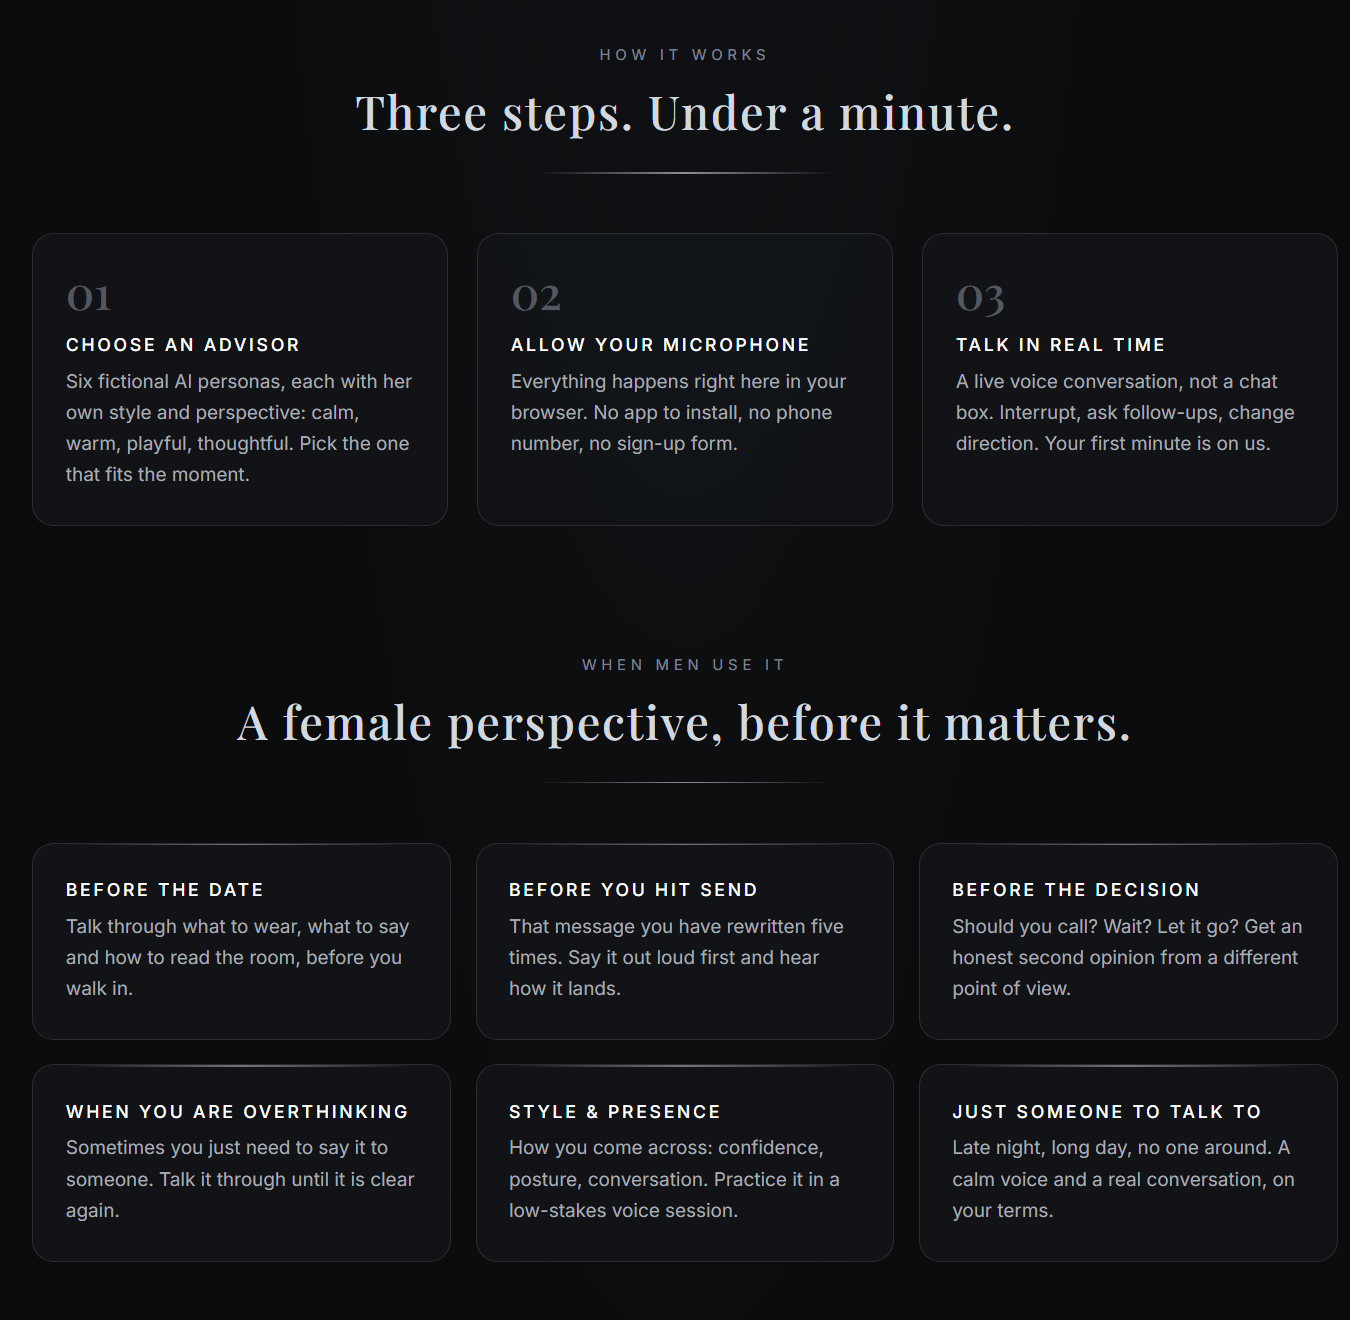 HOW IT WORKS
Three steps. Under a minute.
01
CHOOSE AN ADVISOR
Six fictional AI personas, each with her
own style and perspective: calm,
warm, playful, thoughtful. Pick the one
that fits the moment.
02
ALLOW YOUR MICROPHONE
Everything happens right here in your
browser. No app to install, no phone
number, no sign-up form.
03
TALK IN REAL TIME
A live voice conversation, not a chat
box. Interrupt, ask follow-ups, change
direction. Your first minute is on us.
WHEN MEN USE IT
A female perspective, before it matters.
BEFORE THE DATE
Talk through what to wear, what to say
and how to read the room, before you
walk in.
BEFORE YOU HIT SEND
That message you have rewritten five
times. Say it out loud first and hear
how it lands.
BEFORE THE DECISION
Should you call? Wait? Let it go? Get an
honest second opinion from a different
point of view.
WHEN YOU ARE OVERTHINKING
Sometimes you just need to say it to
someone. Talk it through until it is clear
again.
STYLE & PRESENCE
How you come across: confidence,
posture, conversation. Practice it in a
low-stakes voice session.
JUST SOMEONE TO TALK TO
Late night, long day, no one around. A
calm voice and a real conversation, on
your terms.